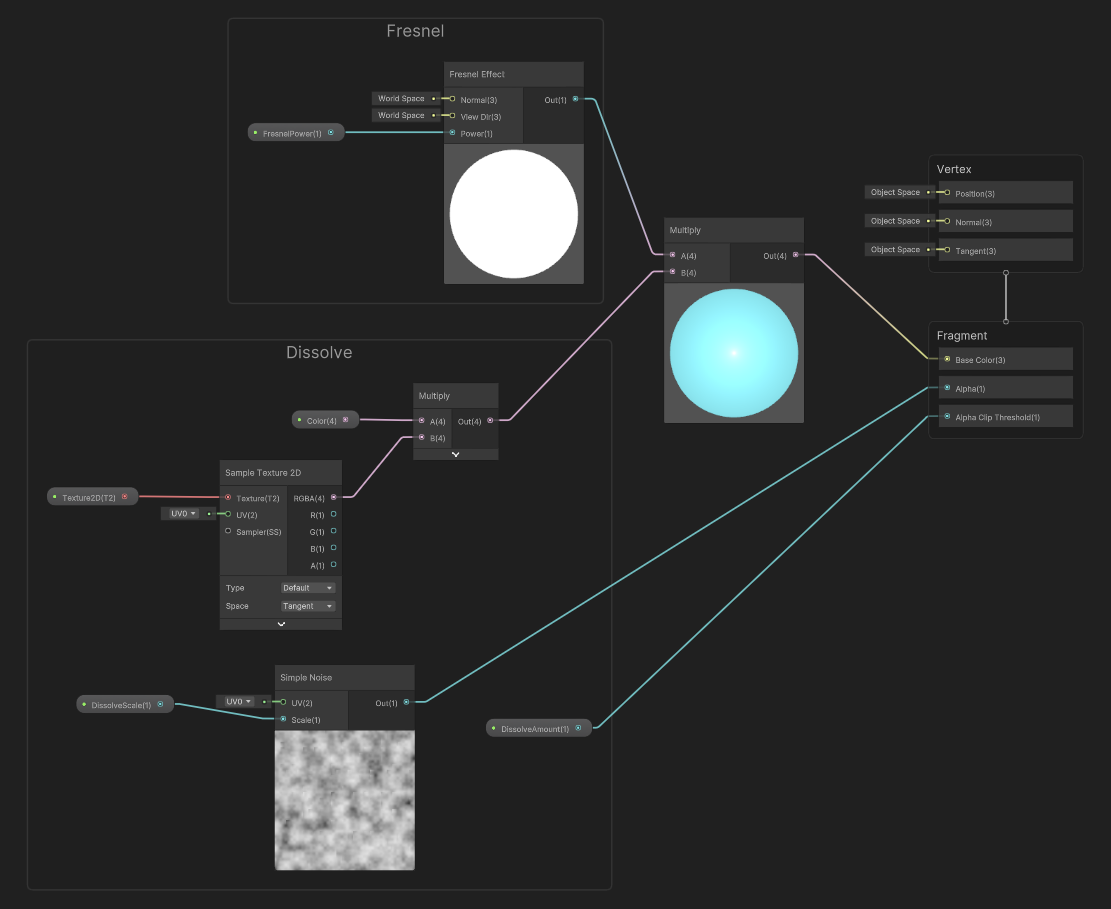 Fresnel
Fresnel Effect
World Space
Normal(3)
Out(1)
World Space
View Dir(3)
FresnelPower(1)
Power(1)
Multiply
A(4)
Out(4)
B(4)
Vertex
Object Space
Position(3)
Object Space
Normal(3)
Object Space
Tangent(3)
Fragment
Base Color(3)
Alpha(1)
Alpha Clip Threshold(1)
Dissolve
Multiply
Color(4)
A(4)
Out(4)
B(4)
Sample Texture 2D
Texture2D(T2)
Texture(T2)
RGBA(4)
UV0
UV(2)
R(1)
Sampler(SS)
G(1)
B(1)
A(1)
Type
Default
Space
Tangent
Simple Noise
DissolveScale(1)
UV0
UV(2)
Out(1)
Scale(1)
DissolveAmount(1)